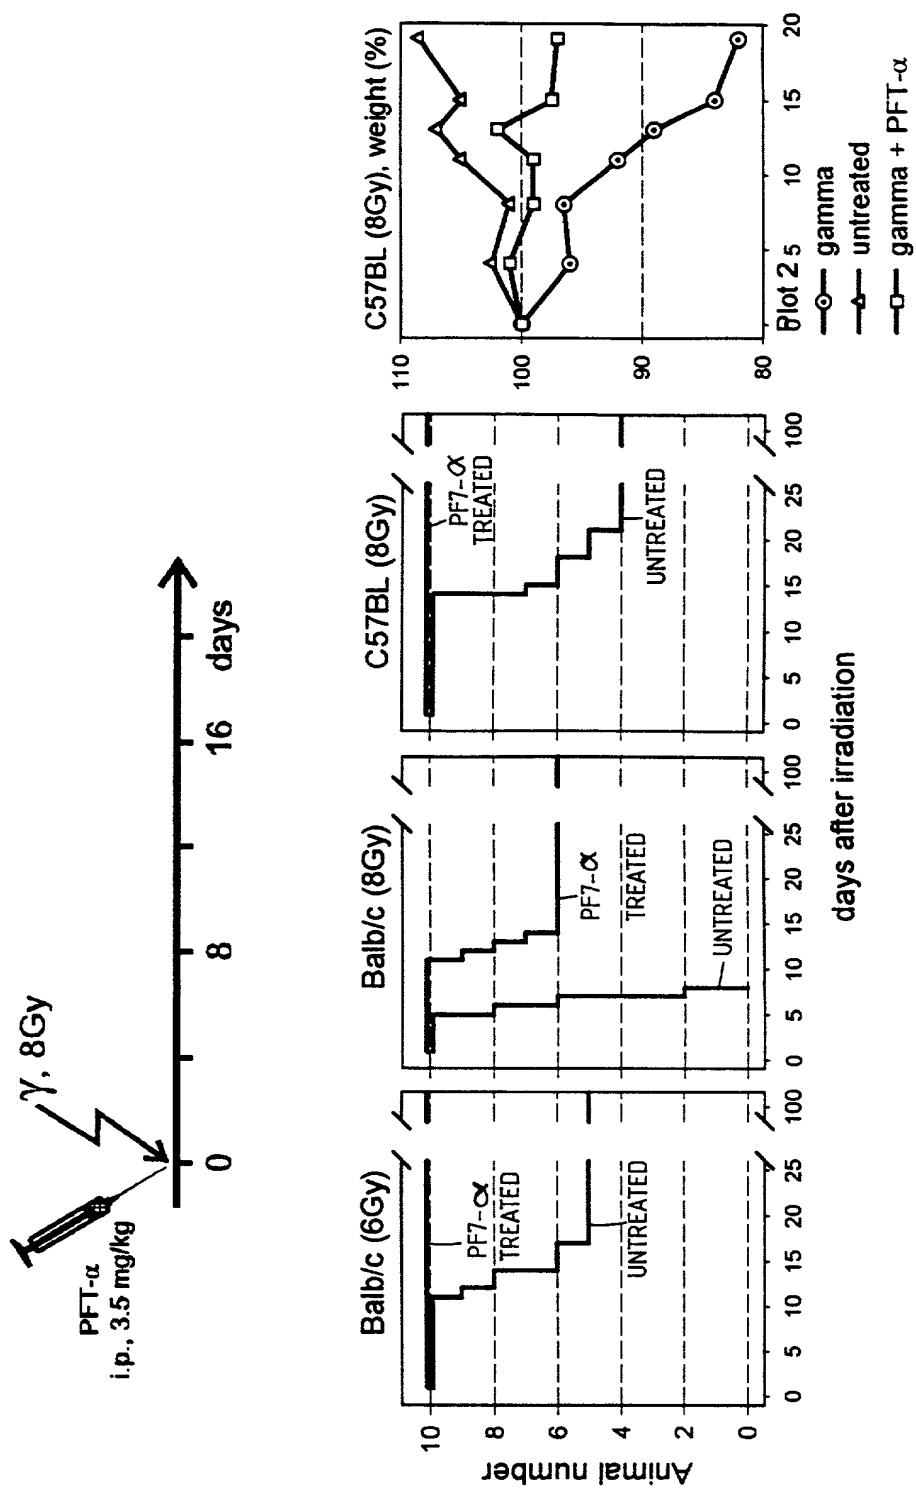 PFT-α
i.p., 3.5 mg/kg
γ, 8Gy
0
8
16
days
Balb/c (6Gy)
Animal number
10
8
6
4
2
0
PF7-α
TREATED
UNTREATED
0 5 10 15 20 25 100
Balb/c (8Gy)
PF7-α
TREATED
UNTREATED
0 5 10 15 20 25 100
C57BL (8Gy)
PF7-α
TREATED
UNTREATED
0 5 10 15 20 25 100
days after irradiation
C57BL (8Gy), weight (%)
110
100
90
80
0 5 10 15 20
Plot 2
gamma
untreated
gamma + PFT-α